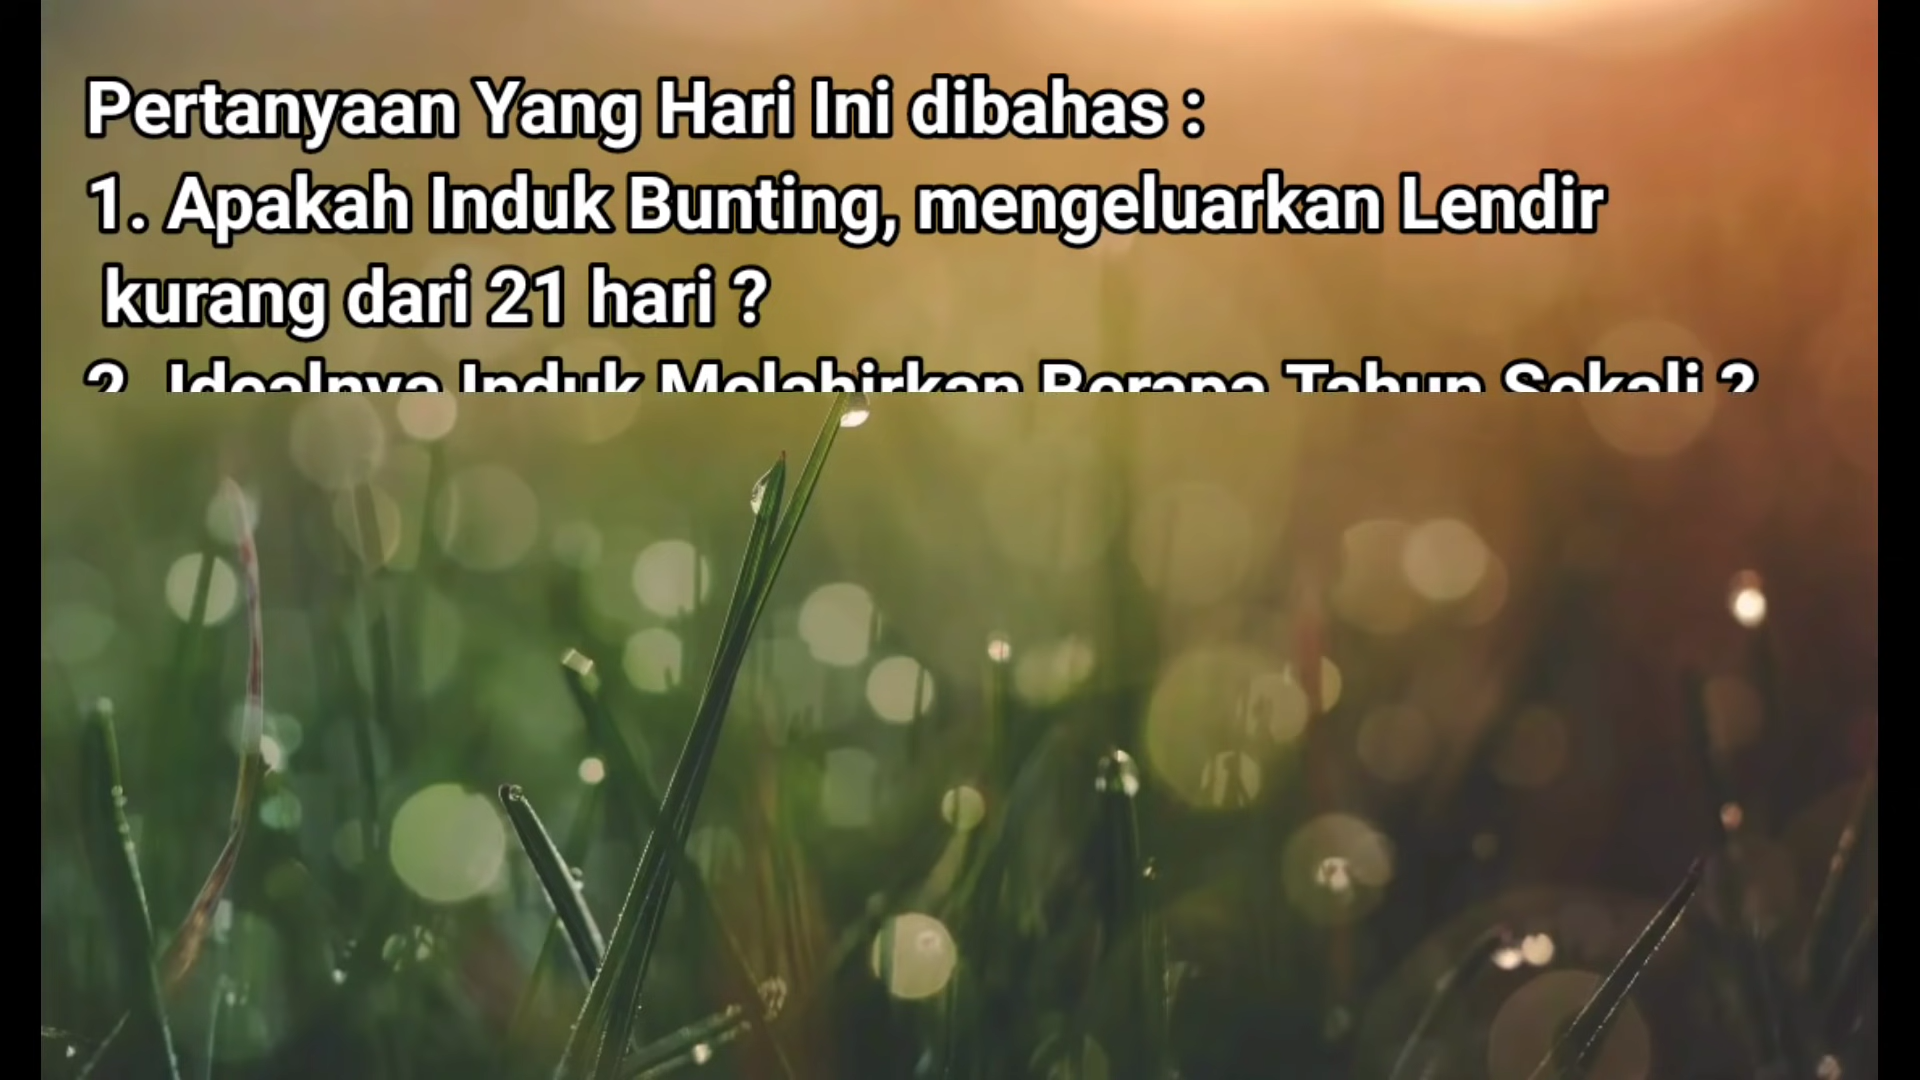 Pertanyaan Yang Hari Ini dibahas :
1. Apakah Induk Bunting, mengeluarkan Lendir
kurang dari 21 hari ?
2. Idealnya Induk Melahirkan Berapa Tahun Sekali ?